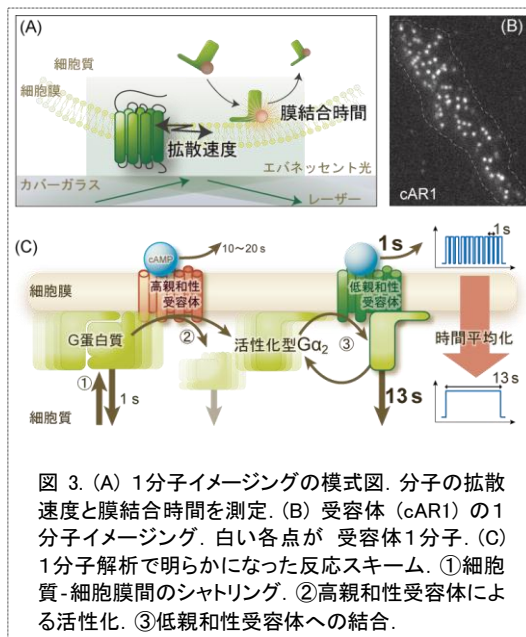 (A)
細胞質
細胞膜
膜結合時間
拡散速度
エバネッセント光
カバーガラス
レーザー
(B)
cAR1
(C)
cAMP
10〜20 s
1s
1s
高親和性
受容体
低親和性
受容体
細胞膜
G蛋白質
②
活性化型Gα₂
③
時間平均化
①
1 s
13 s
13 s
細胞質
図 3. (A) 1分子イメージングの模式図. 分子の拡散
速度と膜結合時間を測定. (B) 受容体 (cAR1) の1
分子イメージング. 白い各点が 受容体1分子. (C)
1分子解析で明らかになった反応スキーム. ①細胞
質-細胞膜間のシャトリング. ②高親和性受容体によ
る活性化. ③低親和性受容体への結合.